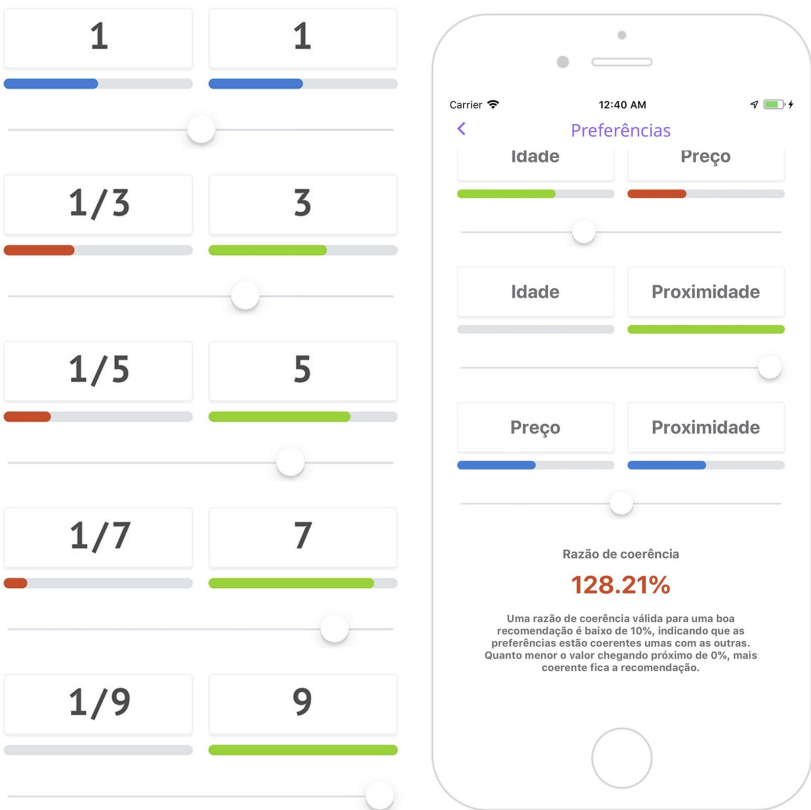 1 1
1/3 3
1/5 5
1/7 7
1/9 9
Carrier 12:40 AM
Preferências
Idade Preço
Idade Proximidade
Preço Proximidade
Razão de coerência
128.21%
Uma razão de coerência válida para uma boa
recomendação é baixo de 10%, indicando que as
preferências estão coerentes umas com as outras.
Quanto menor o valor chegando próximo de 0%, mais
coerente fica a recomendação.